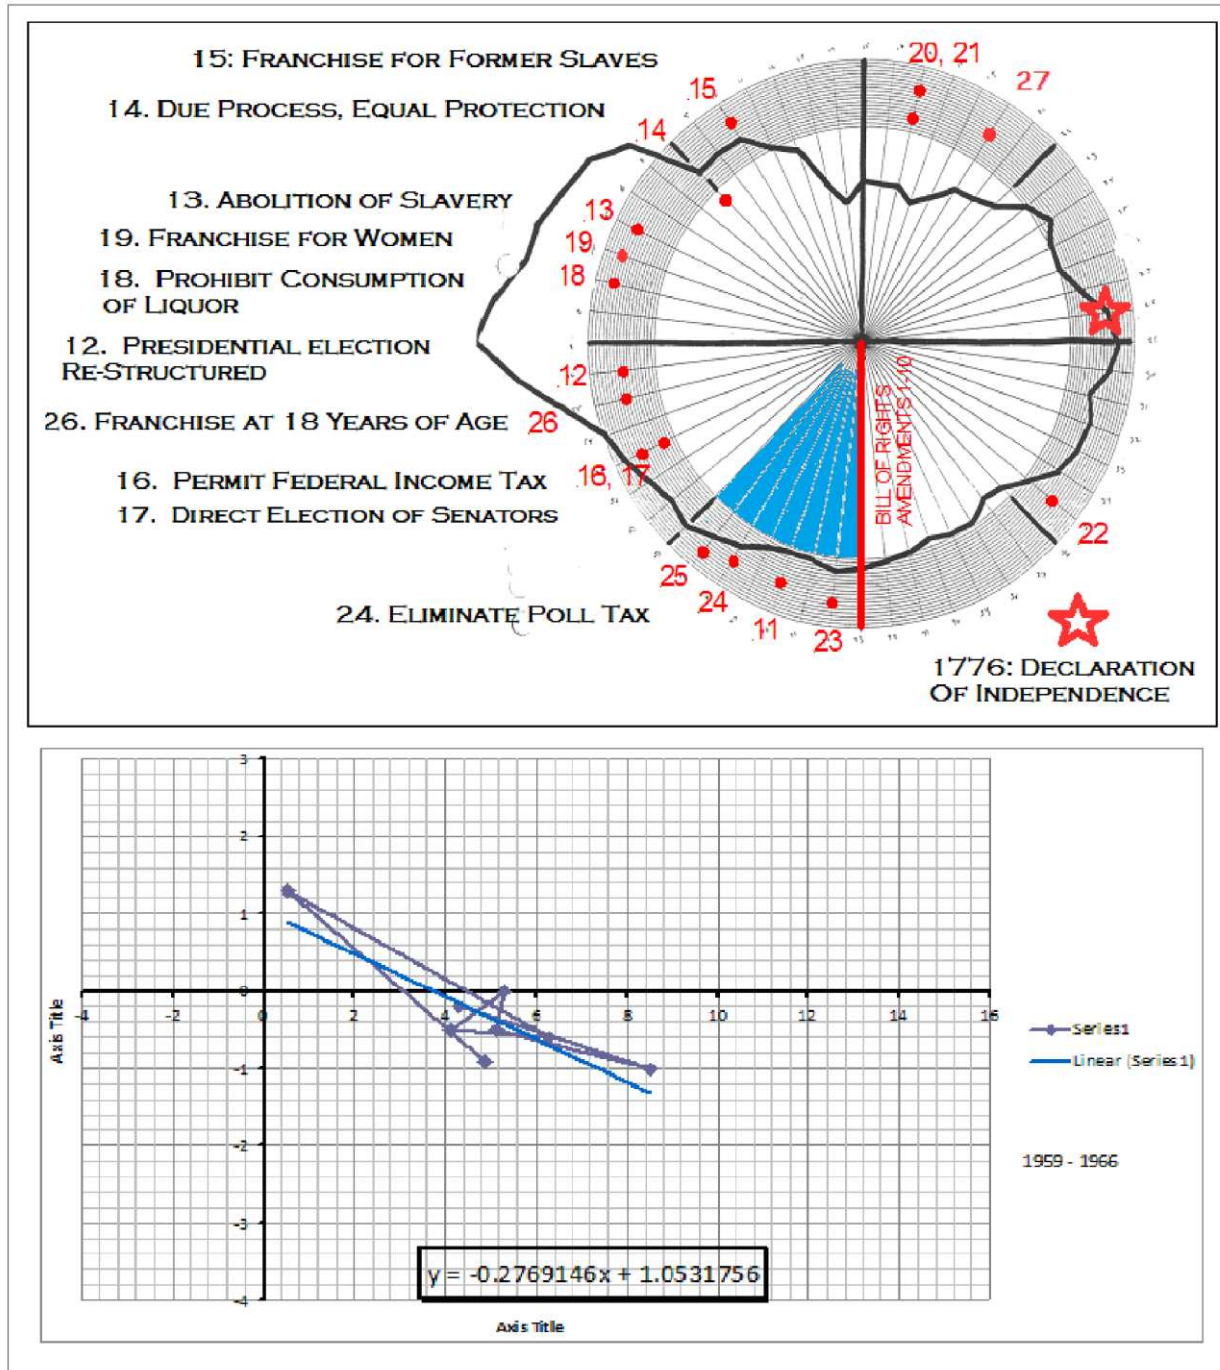 15: Franchise for Former Slaves
20, 21
27
15
14. Due Process, Equal Protection
14
13. Abolition of Slavery
13
19. Franchise for Women
19
18. Prohibit Consumption
of Liquor
18
12. Presidential election
Re-Structured
12
BILL OF RIGHTS
AMENDMENTS 1-10
26. Franchise at 18 Years of Age
26
16. Permit Federal Income Tax
16, 17
17. Direct Election of Senators
22
25
24
24. Eliminate Poll Tax
11
23
1776: Declaration
Of Independence
3
2
1
0
-4
-2
0
2
4
6
8
10
12
14
16
Axis Title
-1
-2
-3
-4
Series1
Linear (Series1)
1959 - 1966
y = -0.2769146x + 1.0531756
Axis Title